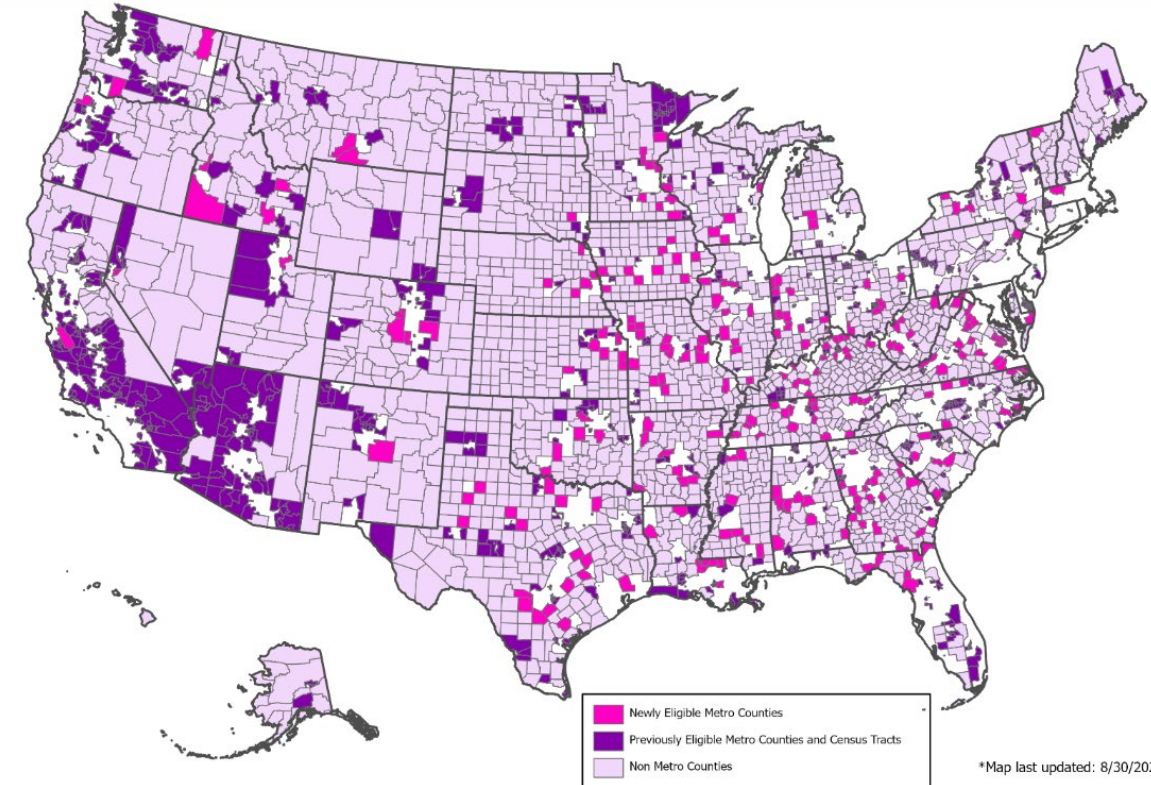 Newly Eligible Metro Counties
Previously Eligible Metro Counties and Census Tracts
Non Metro Counties
*Map last updated: 8/30/202